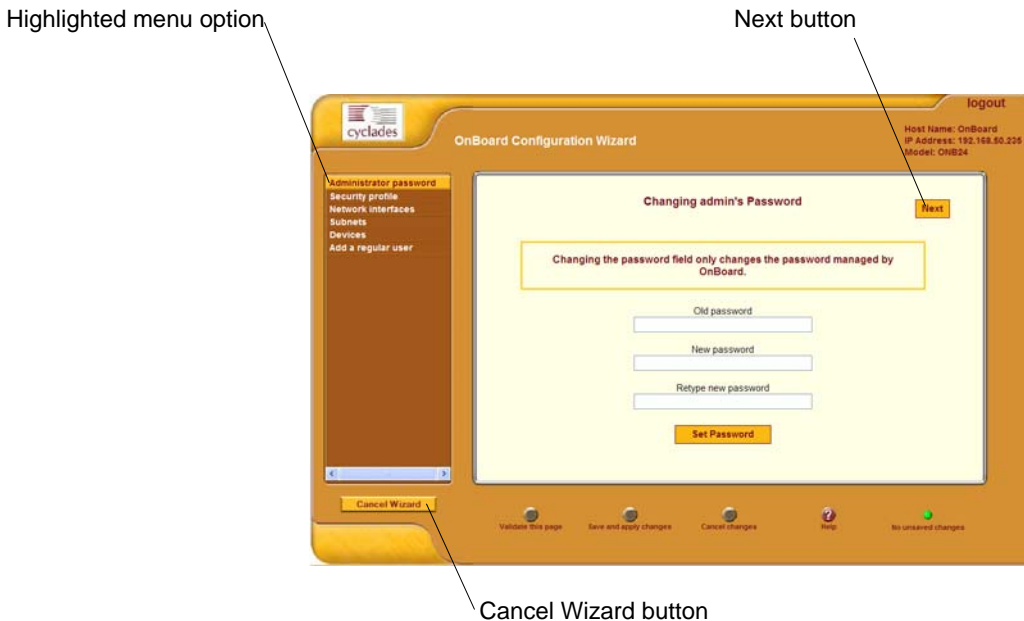 Highlighted menu option
Next button
logout
cyclades
OnBoard Configuration Wizard
Host Name: OnBoard
IP Address: 192.168.50.235
Model: ONB24
Administrator password
Security profile
Network interfaces
Subnets
Devices
Add a regular user
Changing admin's Password
Next
Changing the password field only changes the password managed by
OnBoard.
Old password
New password
Retype new password
Set Password
Cancel Wizard
Validate this page
Save and apply changes
Cancel changes
?
Help
No unsaved changes
Cancel Wizard button